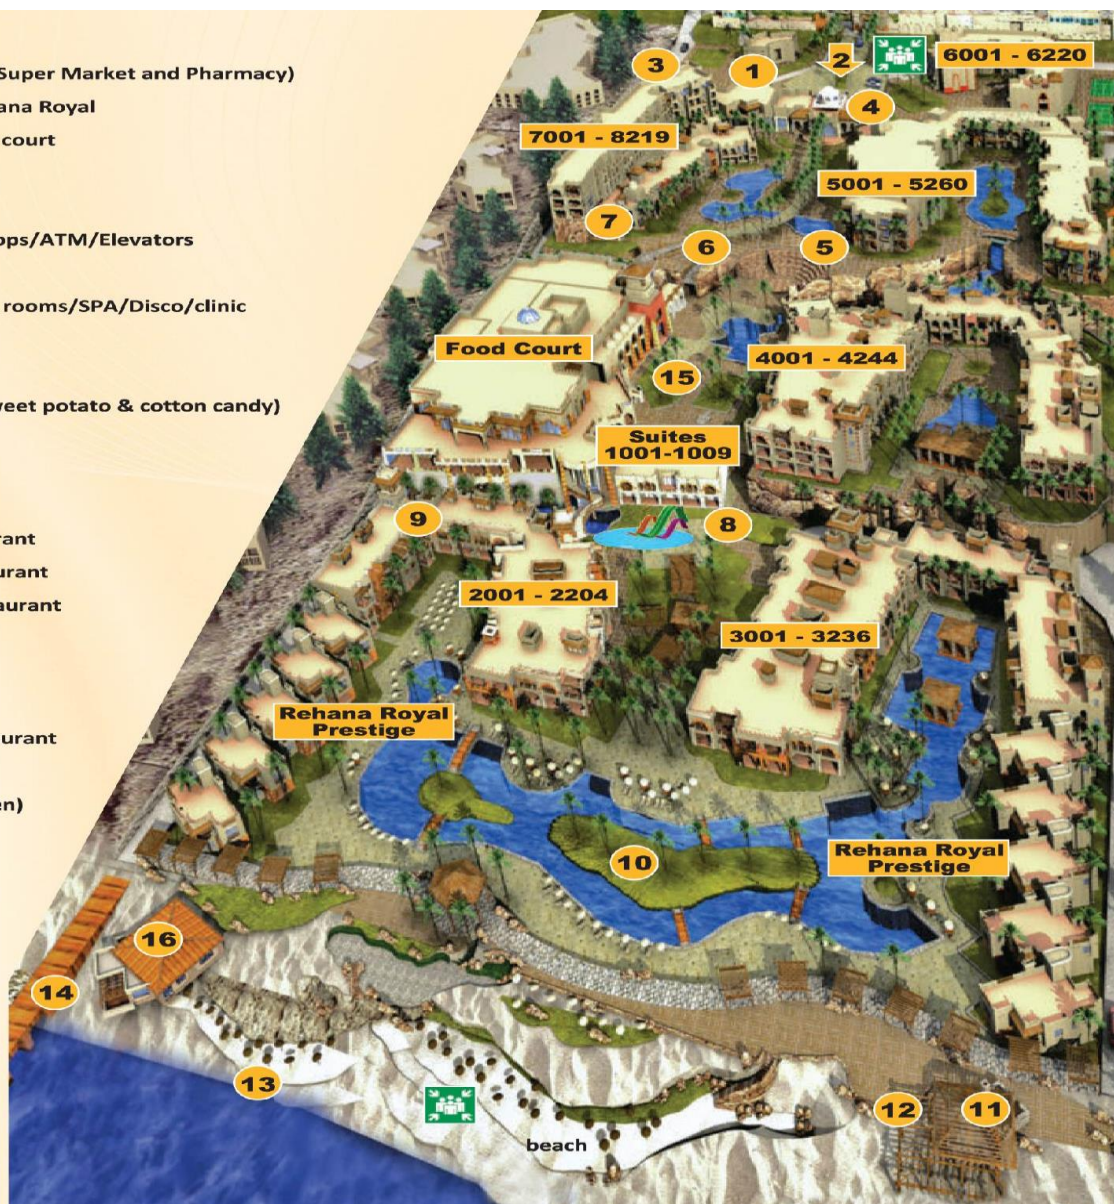 Super Market and Pharmacy)
ana Royal
court
ops/ATM/Elevators
rooms/SPA/Disco/clinic
weet potato & cotton candy)
rant
urant
aurant
urant
en)
3
1
2
6001 - 6220
4
7001 - 8219
5001 - 5260
7
6
5
Food Court
4001 - 4244
15
Suites
1001-1009
9
8
2001 - 2204
3001 - 3236
Rehana Royal
Prestige
10
Rehana Royal
Prestige
16
14
13
12
11
beach